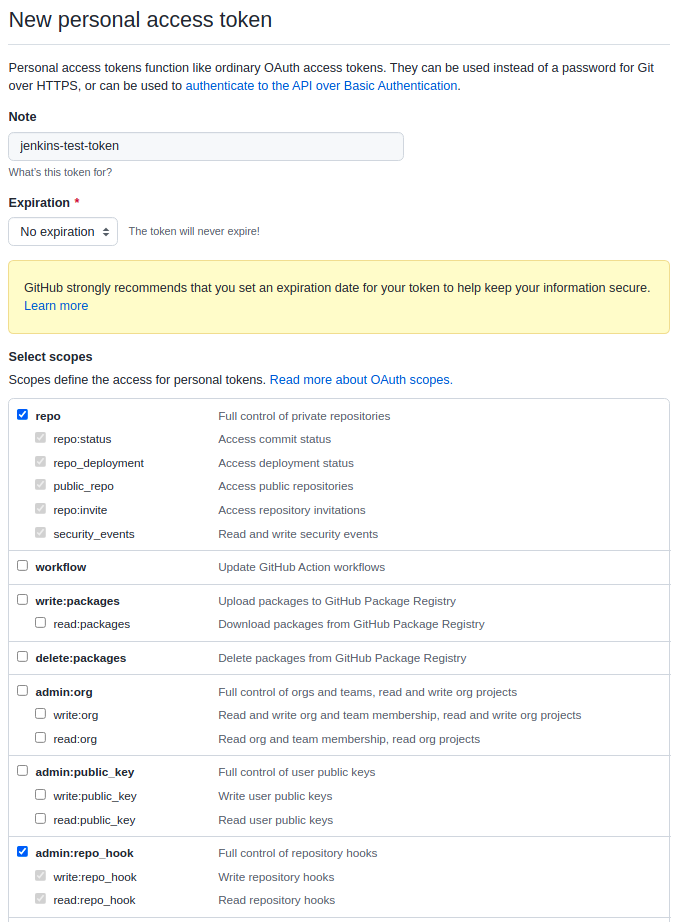 New personal access token
Personal access tokens function like ordinary OAuth access tokens. They can be used instead of a password for Git
over HTTPS, or can be used to authenticate to the API over Basic Authentication.
Note
jenkins-test-token
What's this token for?
Expiration *
No expiration The token will never expire!
GitHub strongly recommends that you set an expiration date for your token to help keep your information secure.
Learn more
Select scopes
Scopes define the access for personal tokens. Read more about OAuth scopes.
repo Full control of private repositories
repo:status Access commit status
repo_deployment Access deployment status
public_repo Access public repositories
repo:invite Access repository invitations
security_events Read and write security events
workflow Update GitHub Action workflows
write:packages Upload packages to GitHub Package Registry
read:packages Download packages from GitHub Package Registry
delete:packages Delete packages from GitHub Package Registry
admin:org Full control of orgs and teams, read and write org projects
write:org Read and write org and team membership, read and write org projects
read:org Read org and team membership, read org projects
admin:public_key Full control of user public keys
write:public_key Write user public keys
read:public_key Read user public keys
admin:repo_hook Full control of repository hooks
write:repo_hook Write repository hooks
read:repo_hook Read repository hooks